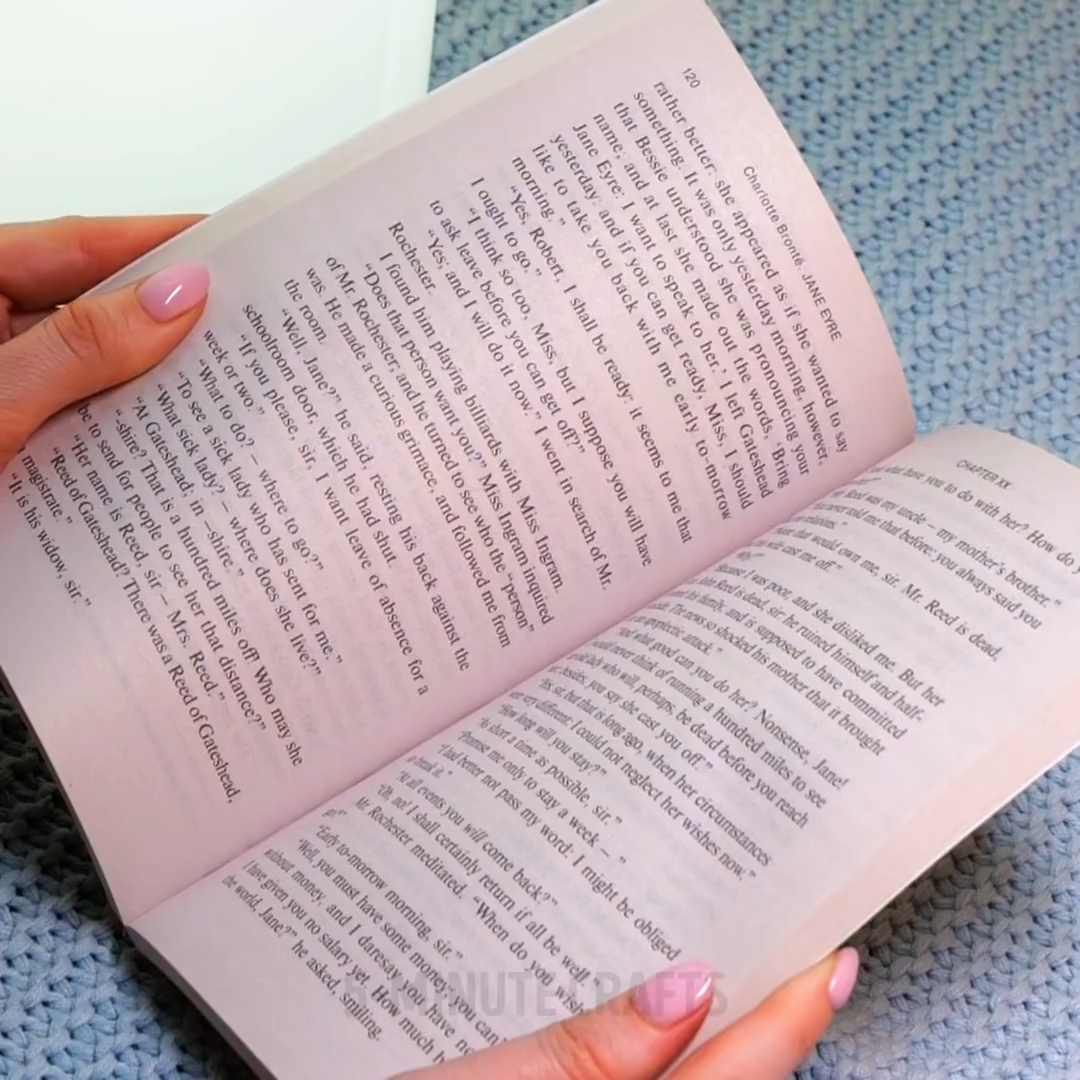 120
Charlotte Brontë. JANE EYRE
rather better: she appeared as if she wanted to say
something. It was only yesterday morning, however,
that Bessie understood she was pronouncing your
name; and at last she made out the words, ‘Bring
Jane Eyre: I want to speak to her.’ I left Gateshead
yesterday: and if you can get ready, Miss, I should
like to take you back with me early to-morrow
morning.”
“Yes, Robert, I shall be ready: it seems to me that
I ought to go.”
“I think so too, Miss, but I suppose you will have
to ask leave before you can get off?”
“Yes; and I will do it now.” I went in search of Mr.
Rochester.
I found him playing billiards with Miss Ingram.
“Does that person want you?” Miss Ingram inquired
of Mr. Rochester; and he turned to see who the “person”
was. He made a curious grimace, and followed me from
the room.
“Well, Jane?” he said, resting his back against the
schoolroom door, which he had shut.
“If you please, sir, I want leave of absence for a
week or two.”
“What to do? – where to go?”
“To see a sick lady who has sent for me.”
“What sick lady? – where does she live?”
“At Gateshead; in –shire.”
“-shire? That is a hundred miles off! Who may she
be to send for people to see her that distance?”
“Her name is Reed, sir – Mrs. Reed.”
“Reed of Gateshead? There was a Reed of Gateshead,
magistrate.”
“It is his widow, sir.”
CHAPTER XX
what have you to do with her? How do
Reed was my uncle – my mother’s brother.”
never told me that before: you always said you
that would own me, sir. Mr. Reed is dead,
wife cast me off.”
Because I was poor, and she disliked me. But her
John Reed is dead, sir: he ruined himself and half-
his family, and is supposed to have committed
The news so shocked his mother that it brought
an apoplectic attack.”
“And what good can you do her? Nonsense, Jane!
never think of running a hundred miles to see
old lady who will, perhaps, be dead before you reach
besides, you say she cast you off.”
sir, but that is long ago, when her circumstances
were very different: I could not neglect her wishes now.”
“How long will you stay?”
“As short a time as possible, sir.”
“Promise me only to stay a week – ”
“I had better not pass my word: I might be obliged
to break it.”
“At all events you will come back?”
“Oh, no! I shall certainly return if all be well.
Mr. Rochester meditated. “When do you wish
go?”
“Early to-morrow morning, sir.”
“Well, you must have some money; you can’t
without money, and I daresay you have no
I have given you no salary yet. How much
the world, Jane?” he asked, smiling.
5-MINUTE CRAFTS